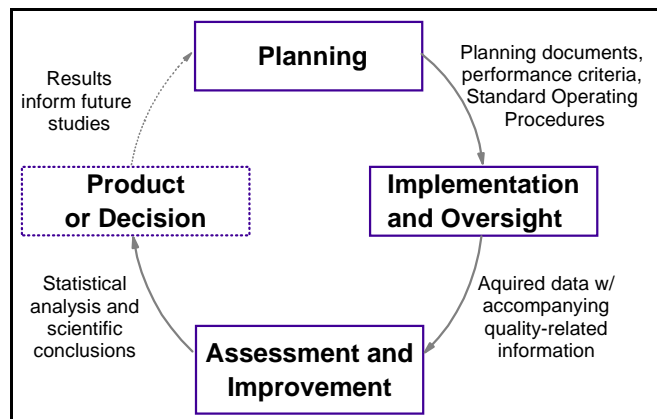 Planning
Planning documents,
performance criteria,
Standard Operating
Procedures
Implementation
and Oversight
Aquired data w/
accompanying
quality-related
information
Assessment and
Improvement
Statistical
analysis and
scientific
conclusions
Product
or Decision
Results
inform future
studies